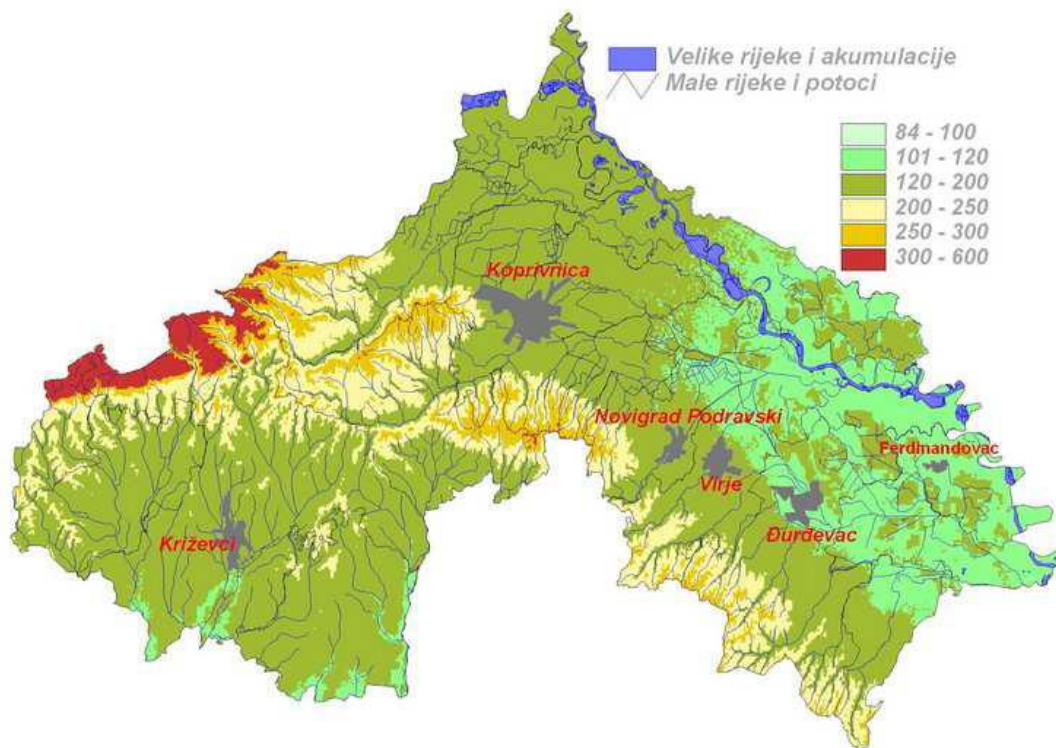 Velike rijeke i akumulacije
Male rijeke i potoci
84 - 100
101 - 120
120 - 200
200 - 250
250 - 300
300 - 600
Koprivnica
Novigrad Podravski
Ferdinandovac
Virje
Đurđevac
Križevci